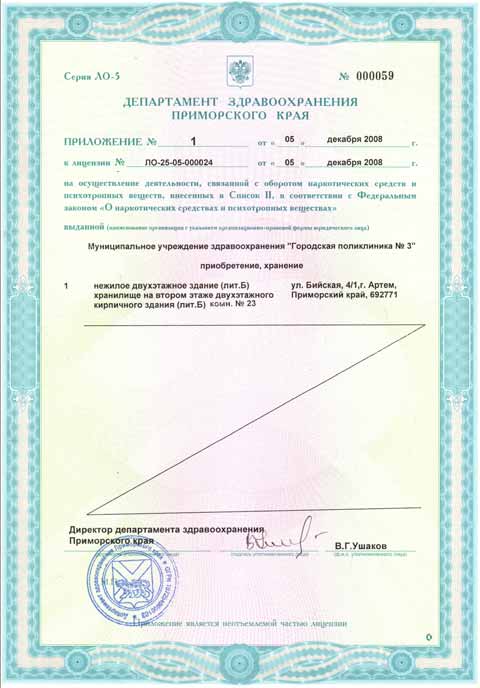 Серия ЛО-5
№ 000059
ДЕПАРТАМЕНТ ЗДРАВООХРАНЕНИЯ
ПРИМОРСКОГО КРАЯ
ПРИЛОЖЕНИЕ № 1 от « 05 » декабря 2008 г.
к лицензии № ЛО-25-05-000024 от « 05 » декабря 2008 г.
на осуществление деятельности, связанной с оборотом наркотических средств и
психотропных веществ, внесенных в Список II, в соответствии с Федеральным
законом «О наркотических средствах и психотропных веществах»
выданной (наименование организации с указанием организационно-правовой формы юридического лица)
Муниципальное учреждение здравоохранения "Городская поликлиника № 3"
приобретение, хранение
1 нежилое двухэтажное здание (лит.Б) ул. Бийская, 4/1,г. Артем,
хранилище на втором этаже двухэтажного Приморский край, 692771
кирпичного здания (лит.Б) комн. № 23
Директор департамента здравоохранения
Приморского края
В.Г.Ушаков
(подпись уполномоченного лица) (ф.и.о. уполномоченного лица)
Приложение является неотъемлемой частью лицензии